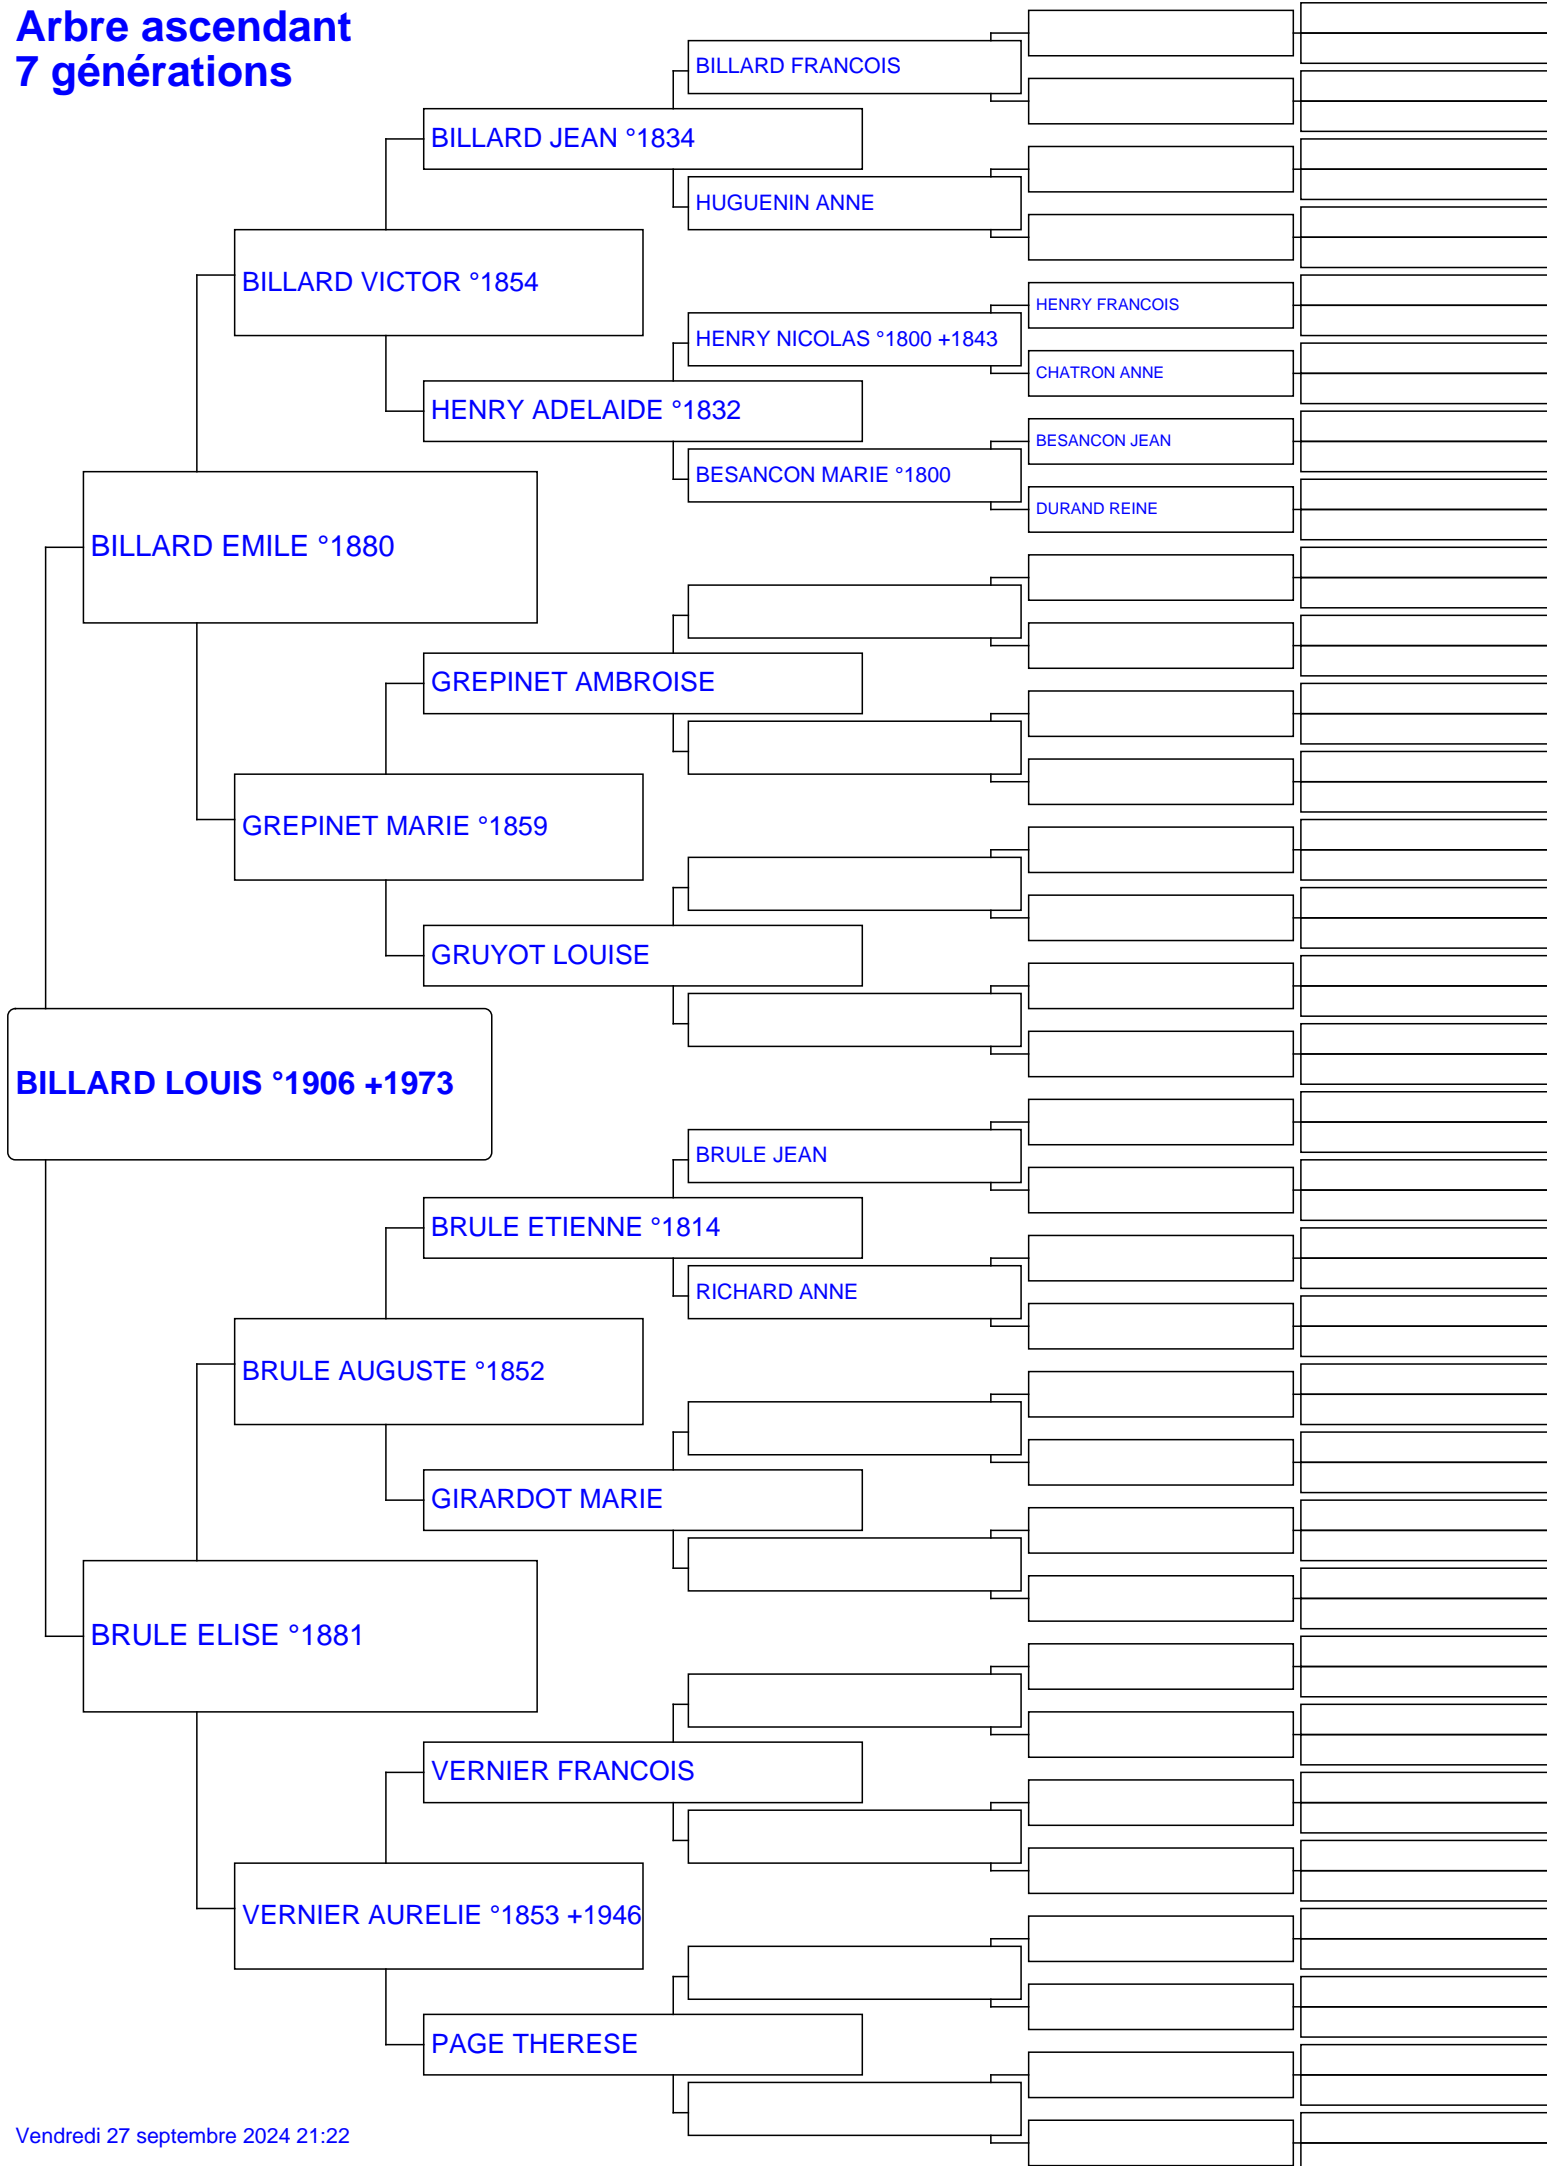 Arbre ascendant
7 générations
BILLARD FRANCOIS
BILLARD JEAN °1834
HUGUENIN ANNE
BILLARD VICTOR °1854
HENRY FRANCOIS
HENRY NICOLAS °1800 +1843
CHATRON ANNE
HENRY ADELAIDE °1832
BESANCON JEAN
BESANCON MARIE °1800
DURAND REINE
BILLARD EMILE °1880
GREPINET AMBROISE
GREPINET MARIE °1859
GRUYOT LOUISE
BILLARD LOUIS °1906 +1973
BRULE JEAN
BRULE ETIENNE °1814
RICHARD ANNE
BRULE AUGUSTE °1852
GIRARDOT MARIE
BRULE ELISE °1881
VERNIER FRANCOIS
VERNIER AURELIE °1853 +1946
PAGE THERESE
Vendredi 27 septembre 2024 21:22